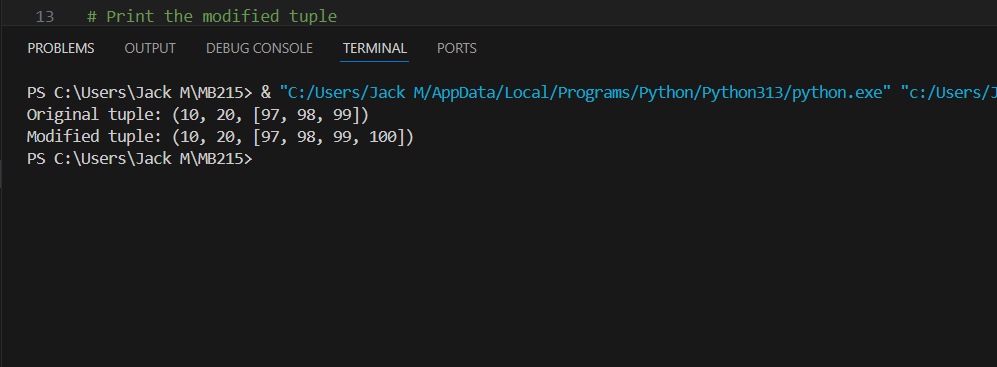 13 # Print the modified tuple
PROBLEMS OUTPUT DEBUG CONSOLE TERMINAL PORTS
PS C:\Users\Jack M\MB215> & "C:/Users/Jack M/AppData/Local/Programs/Python/Python313/python.exe" "c:/Users/J
Original tuple: (10, 20, [97, 98, 99])
Modified tuple: (10, 20, [97, 98, 99, 100])
PS C:\Users\Jack M\MB215>